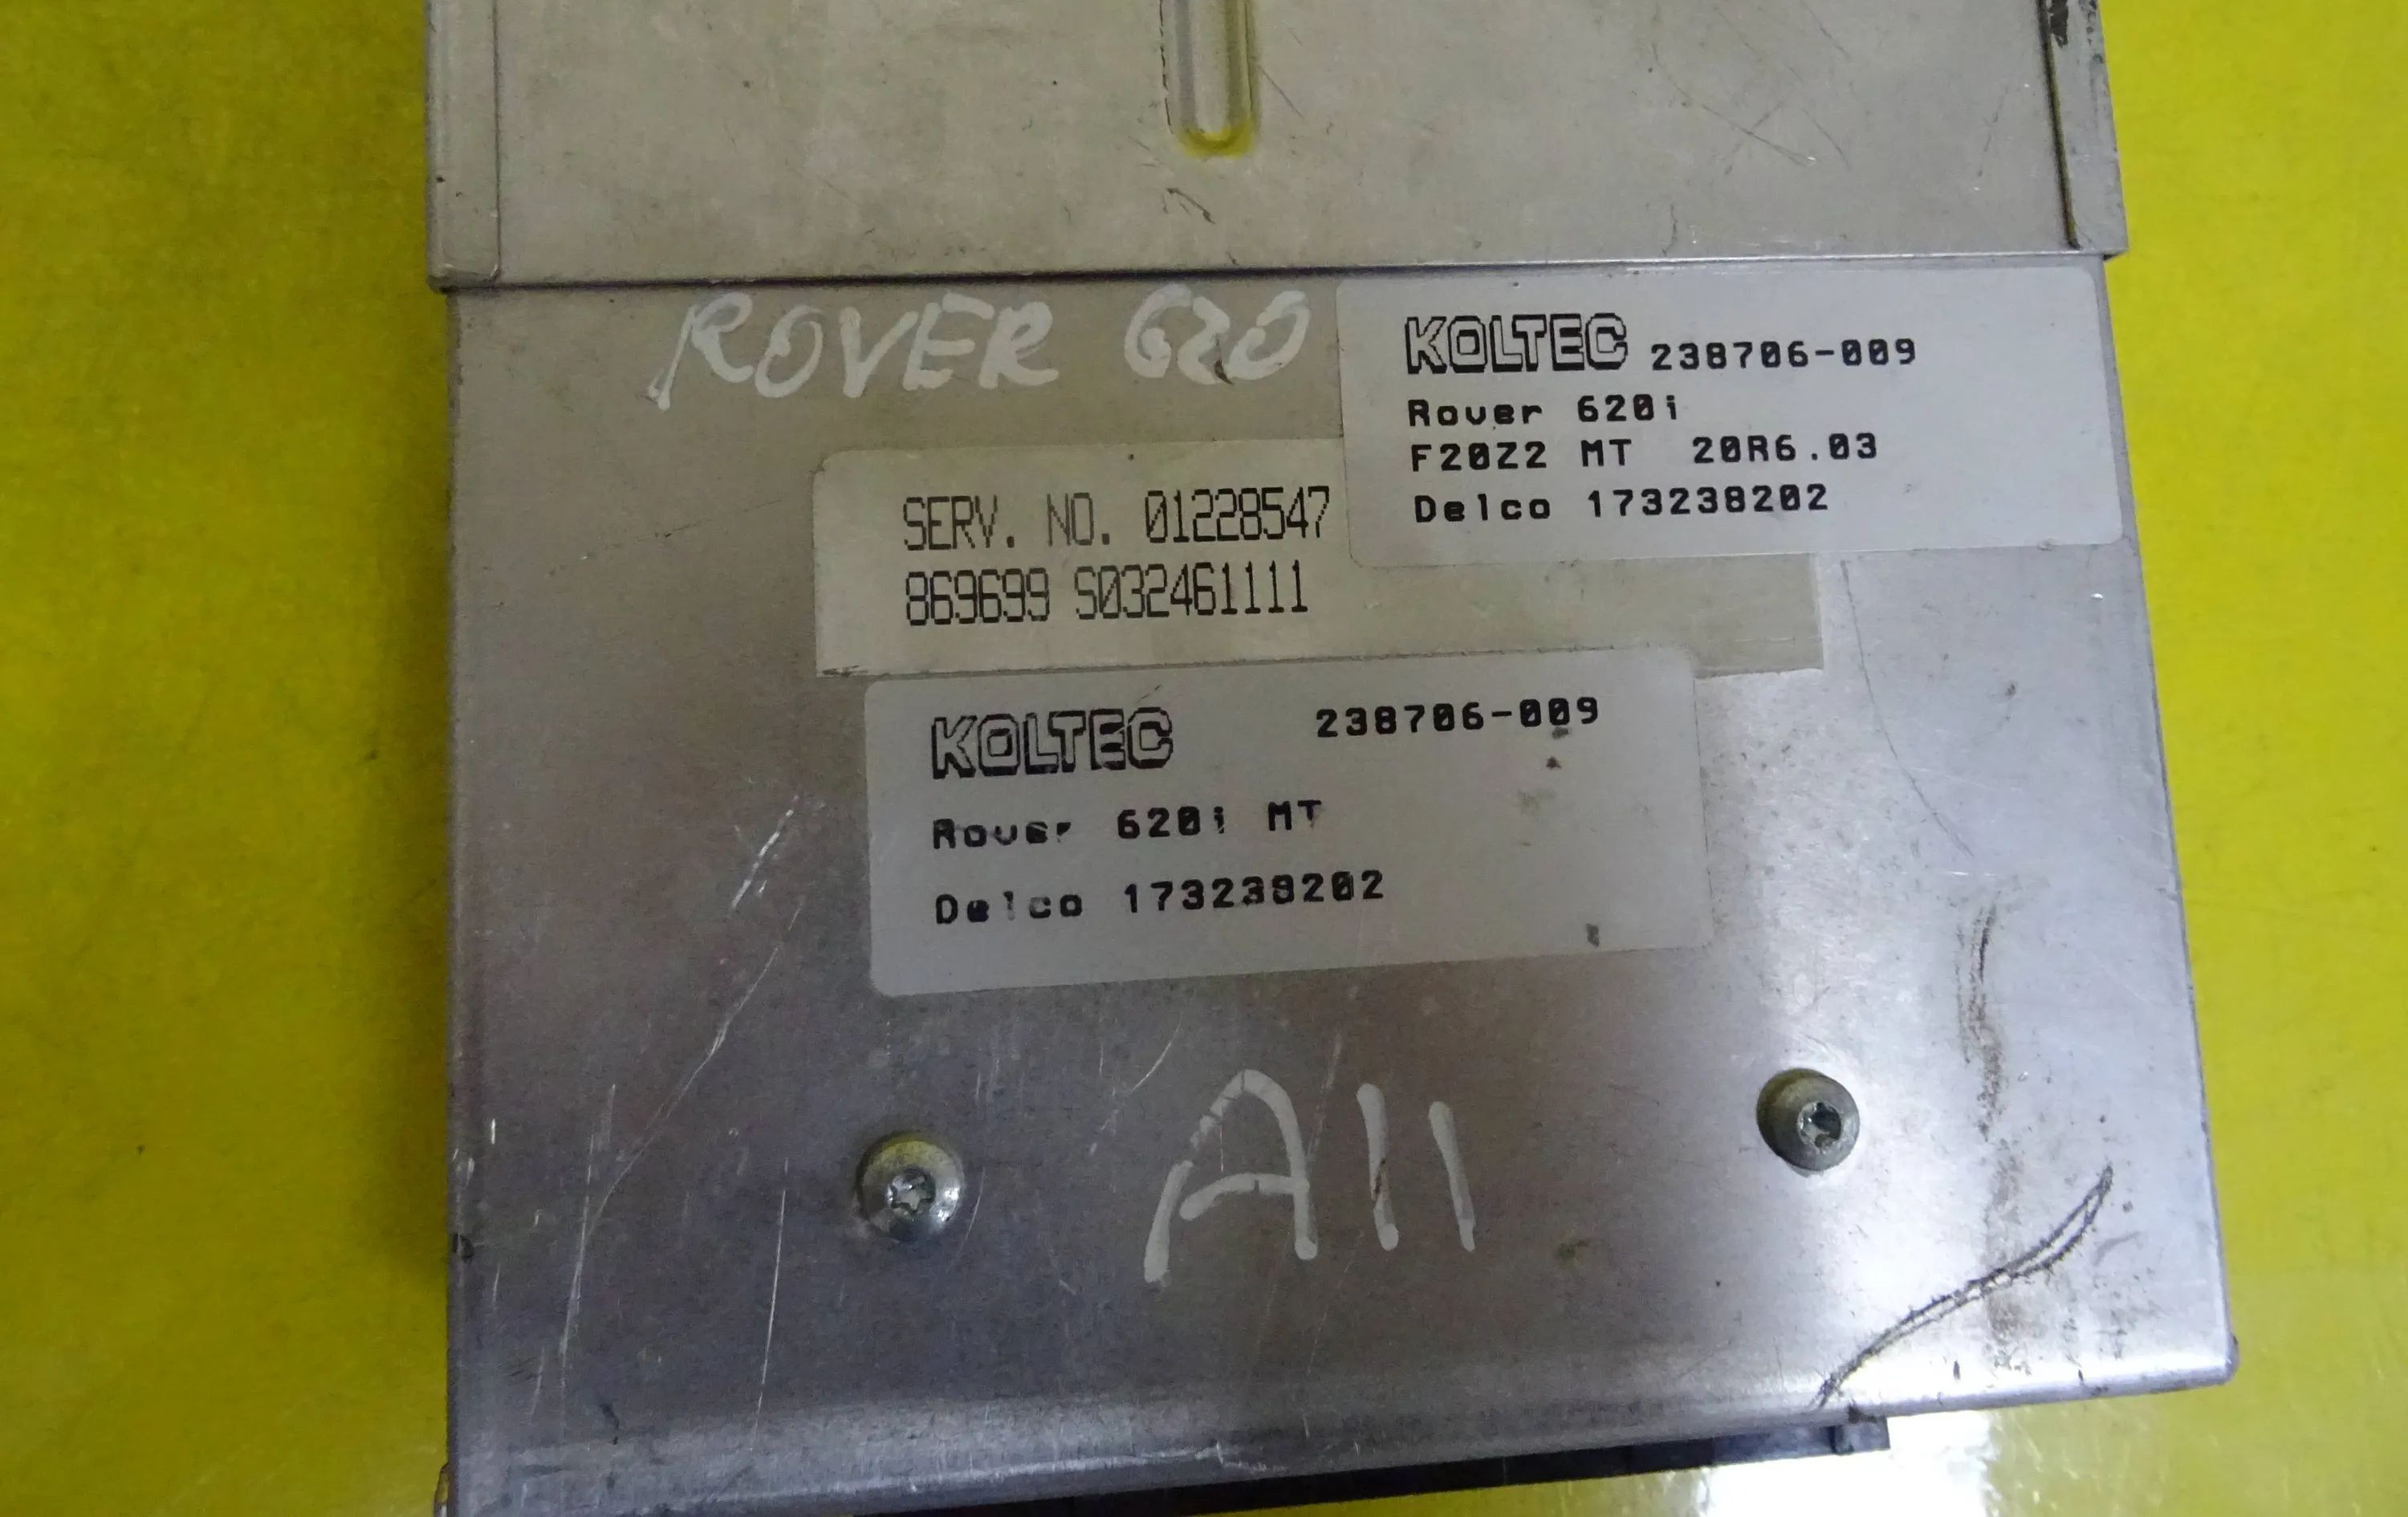 ROVER 620
KOLTEC 238706-009
Rover 620i
F20Z2 MT 20R6.03
Delco 173238202
SERV. NO. 01228547
869699 S032461111
KOLTEC 238706-009
Rover 620i MT
Delco 173238202
A11